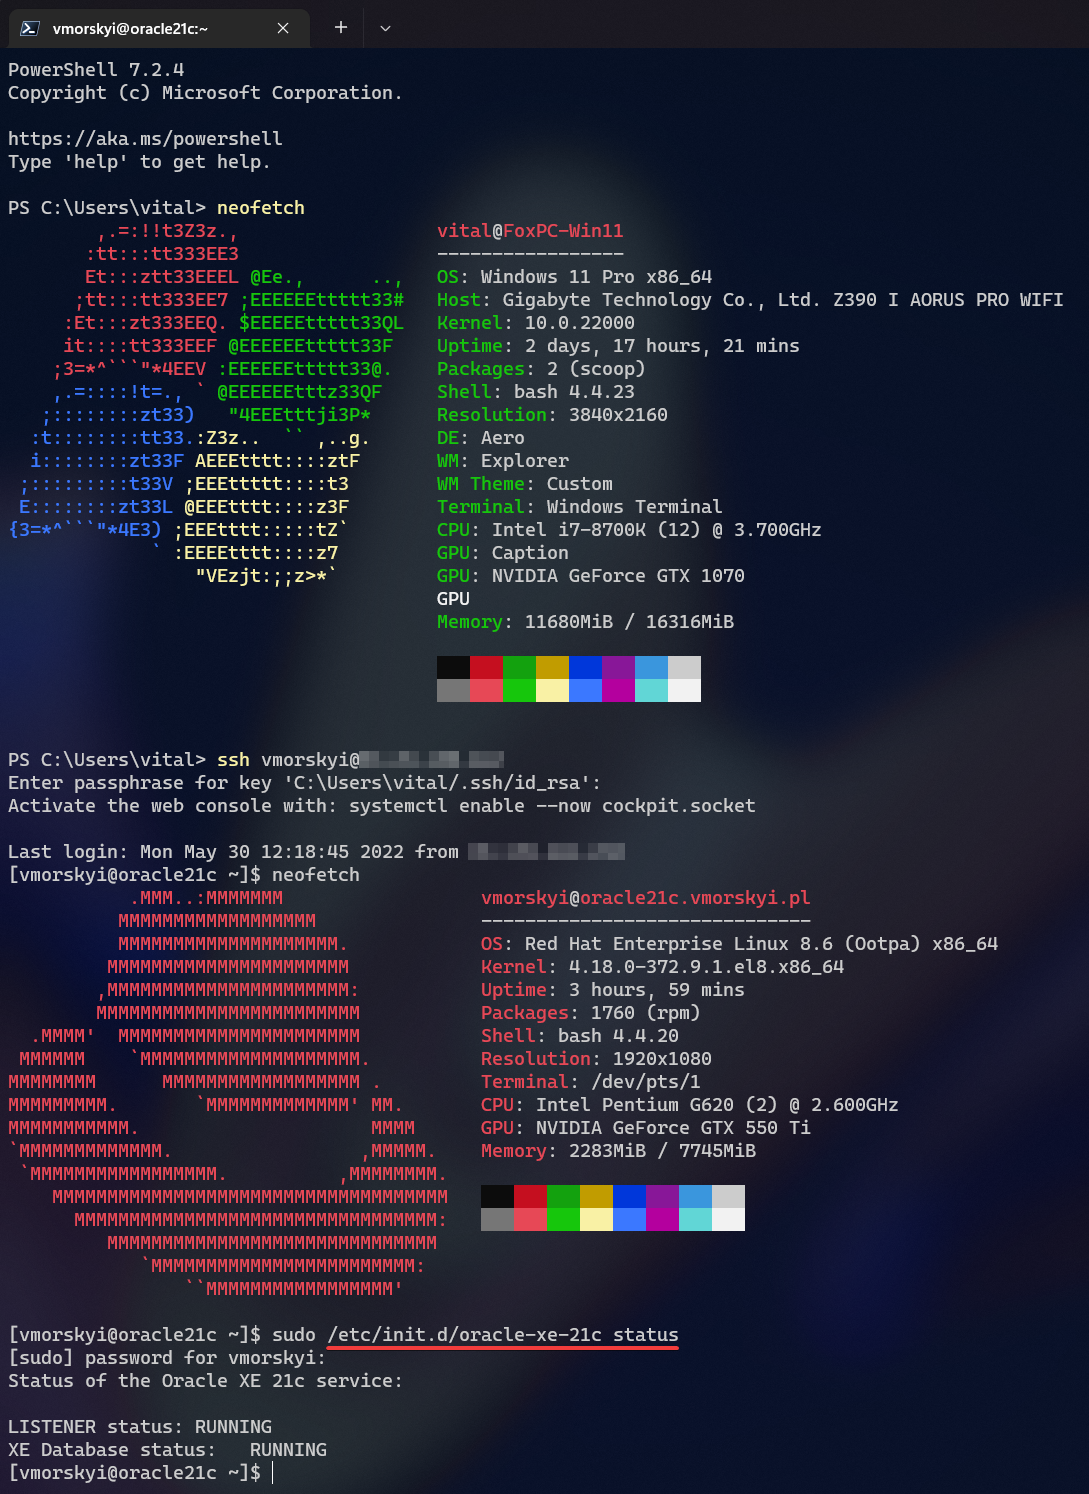 vmorskyi@oracle21c:~
PowerShell 7.2.4
Copyright (c) Microsoft Corporation.
https://aka.ms/powershell
Type 'help' to get help.
PS C:\Users\vital> neofetch
        ,.=:!!t3Z3z.,                  vital@FoxPC-Win11
       :tt:::tt333EE3                  -----------------
       Et:::ztt33EEEL @Ee.,      ..,   OS: Windows 11 Pro x86_64
      ;tt:::tt333EE7 ;EEEEEEttttt33#   Host: Gigabyte Technology Co., Ltd. Z390 I AORUS PRO WIFI
     :Et:::zt333EEQ. $EEEEEttttt33QL   Kernel: 10.0.22000
     it::::tt333EEF @EEEEEEttttt33F    Uptime: 2 days, 17 hours, 21 mins
    ;3=*^```"*4EEV :EEEEEEttttt33@.    Packages: 2 (scoop)
    ,.=::::!t=., ` @EEEEEEtttz33QF     Shell: bash 4.4.23
   ;::::::::zt33)   "4EEEtttji3P*      Resolution: 3840x2160
  :t::::::::tt33.:Z3z..  `` ,..g.      DE: Aero
  i::::::::zt33F AEEEtttt::::ztF       WM: Explorer
 ;:::::::::t33V ;EEEttttt::::t3        WM Theme: Custom
 E::::::::zt33L @EEEtttt::::z3F        Terminal: Windows Terminal
{3=*^```"*4E3) ;EEEtttt:::::tZ`        CPU: Intel i7-8700K (12) @ 3.700GHz
             ` :EEEEtttt::::z7         GPU: Caption
                 "VEzjt:;;z>*`         GPU: NVIDIA GeForce GTX 1070
                                       GPU
                                       Memory: 11680MiB / 16316MiB
PS C:\Users\vital> ssh vmorskyi@
Enter passphrase for key 'C:\Users\vital/.ssh/id_rsa':
Activate the web console with: systemctl enable --now cockpit.socket
Last login: Mon May 30 12:18:45 2022 from
[vmorskyi@oracle21c ~]$ neofetch
           .MMM..:MMMMMMM                  vmorskyi@oracle21c.vmorskyi.pl
          MMMMMMMMMMMMMMMMMM               ------------------------------
          MMMMMMMMMMMMMMMMMMMM.            OS: Red Hat Enterprise Linux 8.6 (Ootpa) x86_64
         MMMMMMMMMMMMMMMMMMMMMM            Kernel: 4.18.0-372.9.1.el8.x86_64
        ,MMMMMMMMMMMMMMMMMMMMMM:           Uptime: 3 hours, 59 mins
        MMMMMMMMMMMMMMMMMMMMMMMM           Packages: 1760 (rpm)
  .MMMM'  MMMMMMMMMMMMMMMMMMMMMM           Shell: bash 4.4.20
 MMMMMM    `MMMMMMMMMMMMMMMMMMMM.          Resolution: 1920x1080
MMMMMMMM      MMMMMMMMMMMMMMMMMM .         Terminal: /dev/pts/1
MMMMMMMMM.       `MMMMMMMMMMMMM' MM.       CPU: Intel Pentium G620 (2) @ 2.600GHz
MMMMMMMMMMM.                     MMMM      GPU: NVIDIA GeForce GTX 550 Ti
`MMMMMMMMMMMMM.                 ,MMMMM.    Memory: 2283MiB / 7745MiB
 `MMMMMMMMMMMMMMMMM.          ,MMMMMMMM.
    MMMMMMMMMMMMMMMMMMMMMMMMMMMMMMMMMMMM
      MMMMMMMMMMMMMMMMMMMMMMMMMMMMMMMMM:
         MMMMMMMMMMMMMMMMMMMMMMMMMMMMMM
            `MMMMMMMMMMMMMMMMMMMMMMMM:
                ``MMMMMMMMMMMMMMMMM'
[vmorskyi@oracle21c ~]$ sudo /etc/init.d/oracle-xe-21c status
[sudo] password for vmorskyi:
Status of the Oracle XE 21c service:
LISTENER status: RUNNING
XE Database status:   RUNNING
[vmorskyi@oracle21c ~]$